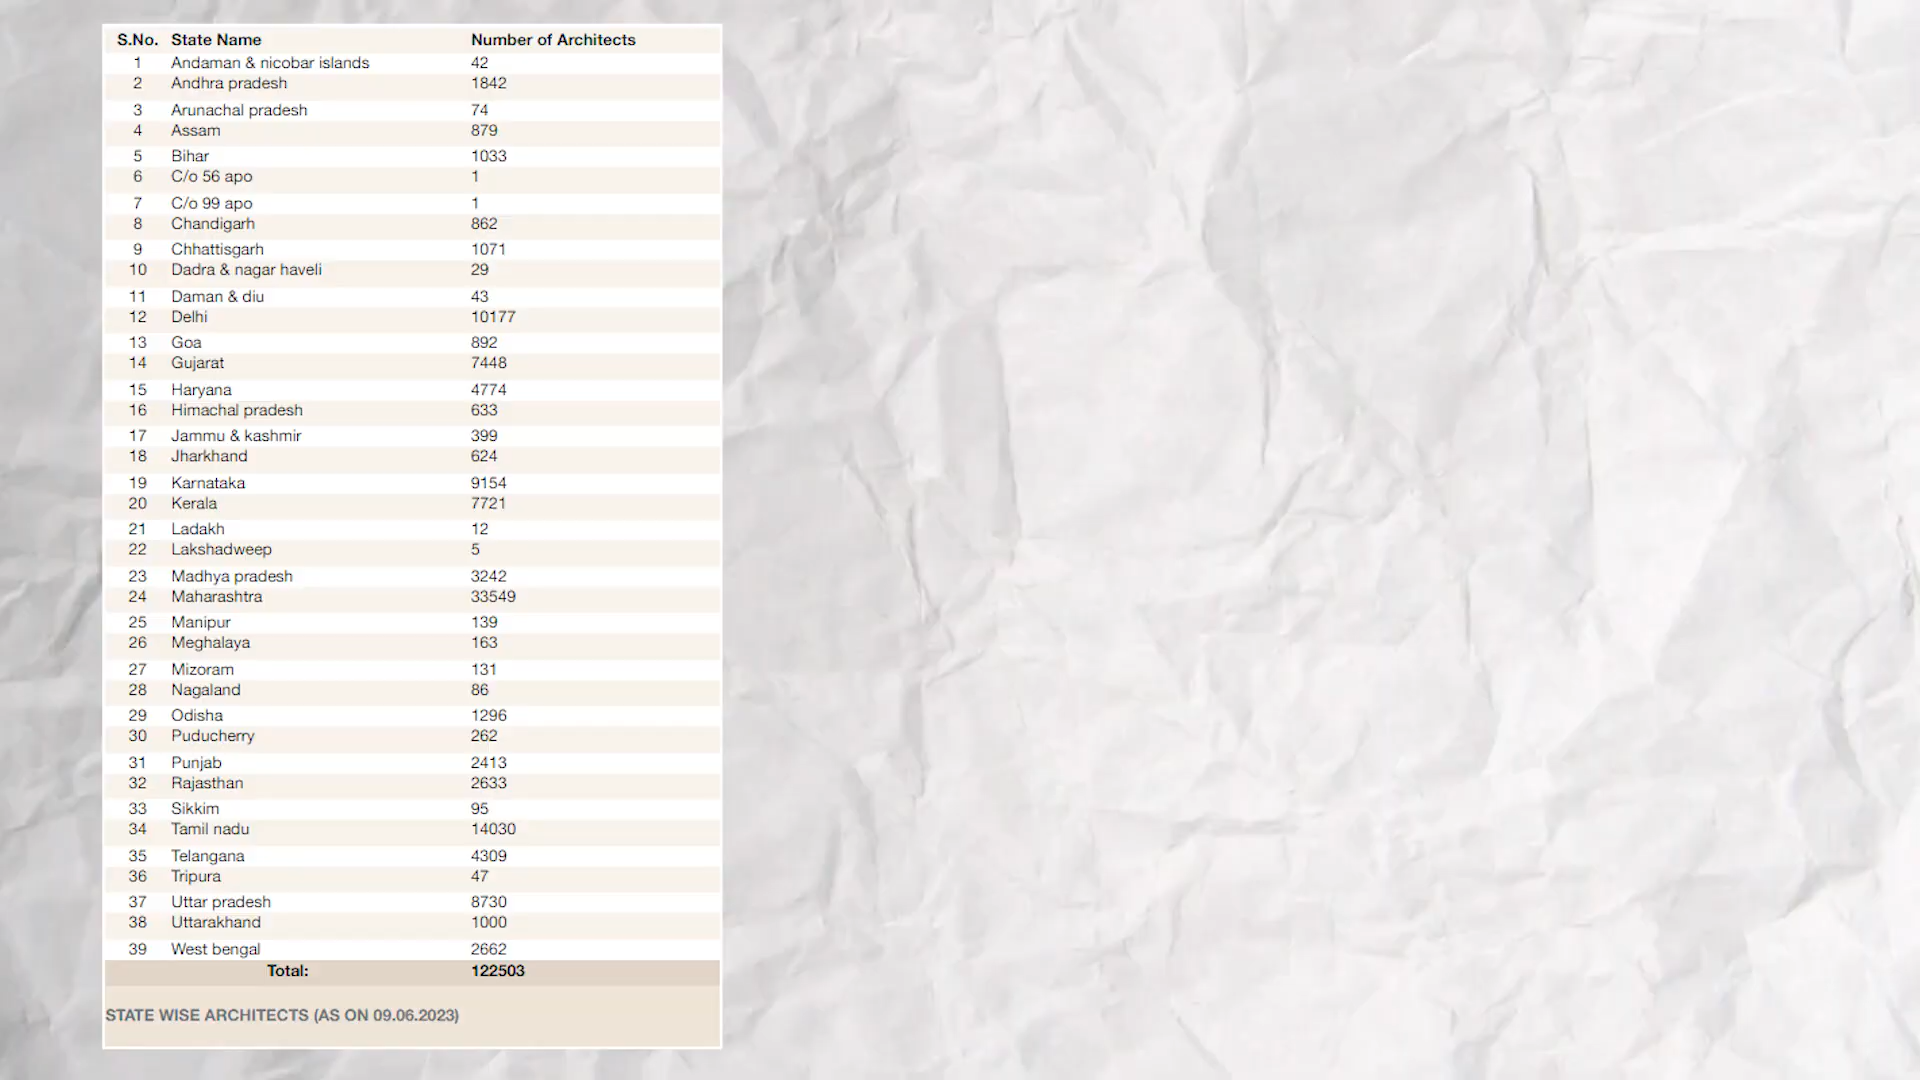 S.No. State Name Number of Architects
1 Andaman & nicobar islands 42
2 Andhra pradesh 1842
3 Arunachal pradesh 74
4 Assam 879
5 Bihar 1033
6 C/o 56 apo 1
7 C/o 99 apo 1
8 Chandigarh 862
9 Chhattisgarh 1071
10 Dadra & nagar haveli 29
11 Daman & diu 43
12 Delhi 10177
13 Goa 892
14 Gujarat 7448
15 Haryana 4774
16 Himachal pradesh 633
17 Jammu & kashmir 399
18 Jharkhand 624
19 Karnataka 9154
20 Kerala 7721
21 Ladakh 12
22 Lakshadweep 5
23 Madhya pradesh 3242
24 Maharashtra 33549
25 Manipur 139
26 Meghalaya 163
27 Mizoram 131
28 Nagaland 86
29 Odisha 1296
30 Puducherry 262
31 Punjab 2413
32 Rajasthan 2633
33 Sikkim 95
34 Tamil nadu 14030
35 Telangana 4309
36 Tripura 47
37 Uttar pradesh 8730
38 Uttarakhand 1000
39 West bengal 2662
Total: 122503
STATE WISE ARCHITECTS (AS ON 09.06.2023)